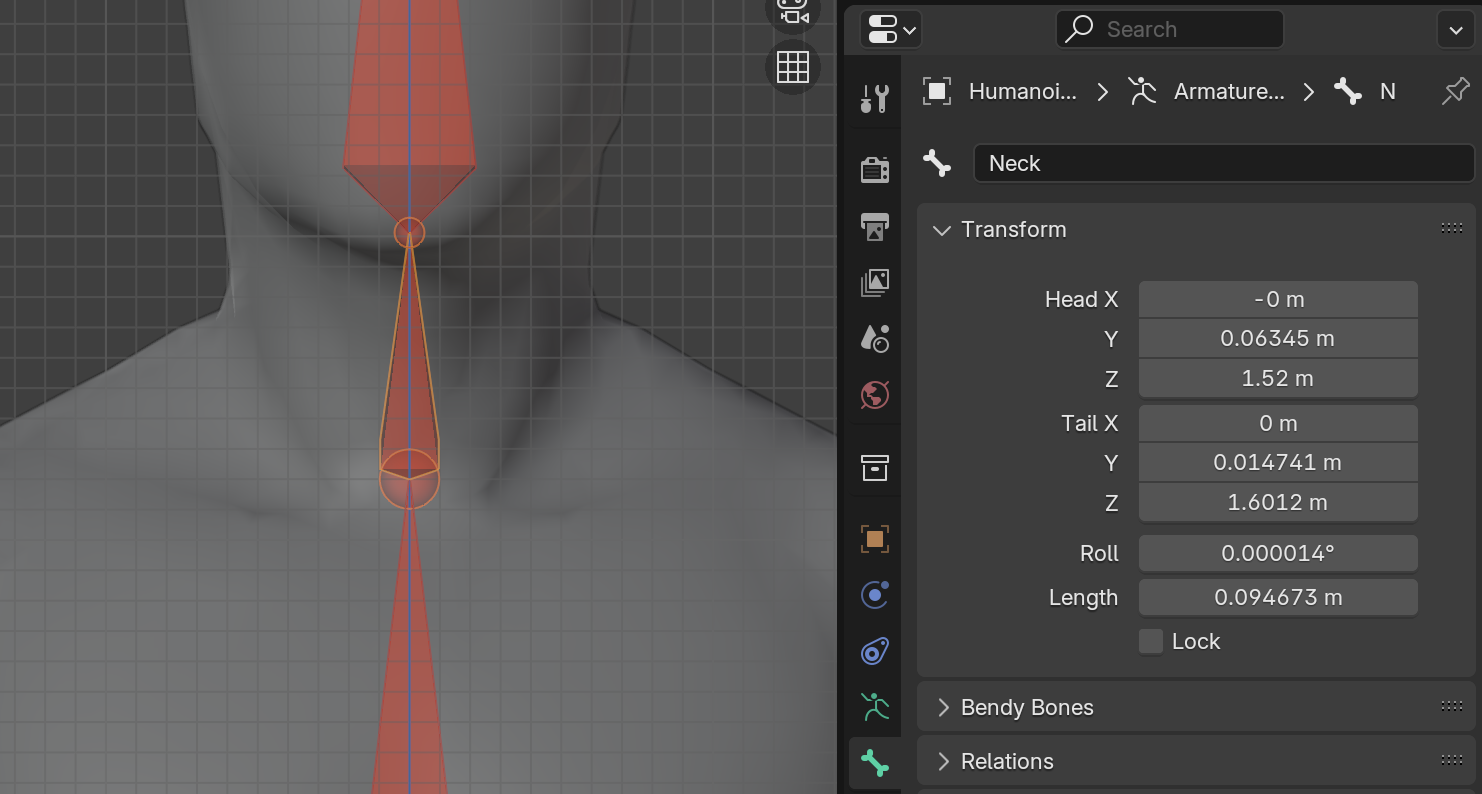 Search
Humanoi... Armature... N
Neck
Transform
Head X -0 m
Y 0.06345 m
Z 1.52 m
Tail X 0 m
Y 0.014741 m
Z 1.6012 m
Roll 0.000014°
Length 0.094673 m
Lock
Bendy Bones
Relations